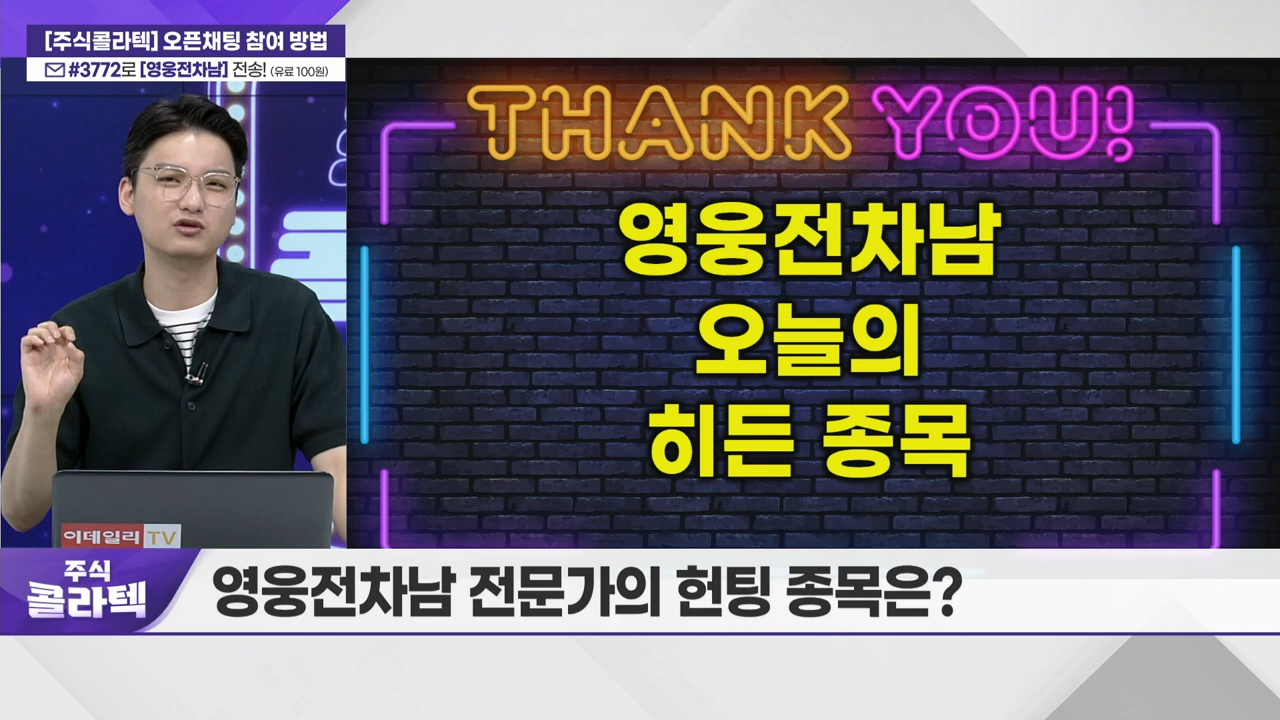 [주식콜라텍] 오픈채팅 참여 방법
#3772로 [영웅전차남] 전송! (유료 100원)
THANK YOU!
영웅전차남
오늘의
히든 종목
이데일리 TV
주식
콜라텍
영웅전차남 전문가의 헌팅 종목은?